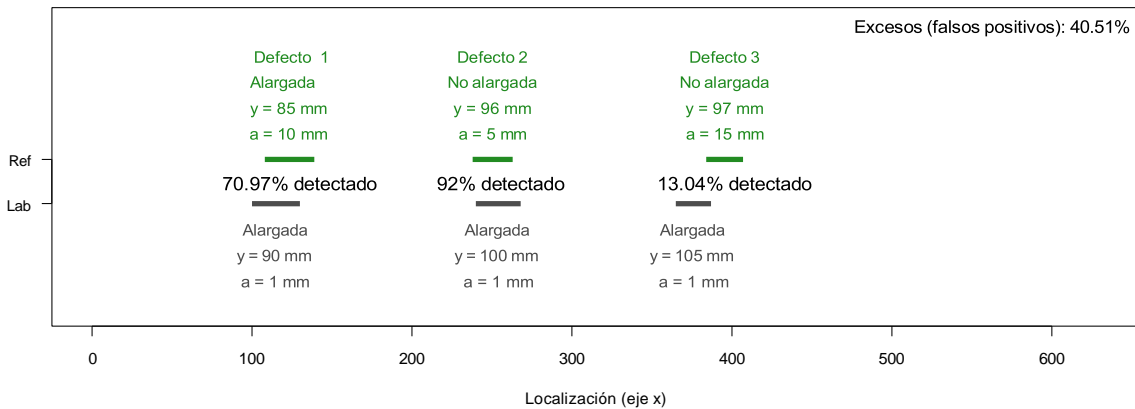 Excesos (falsos positivos): 40.51%
Defecto 1
Alargada
y = 85 mm
a = 10 mm
Defecto 2
No alargada
y = 96 mm
a = 5 mm
Defecto 3
No alargada
y = 97 mm
a = 15 mm
Ref
70.97% detectado
92% detectado
13.04% detectado
Lab
Alargada
y = 90 mm
a = 1 mm
Alargada
y = 100 mm
a = 1 mm
Alargada
y = 105 mm
a = 1 mm
0 100 200 300 400 500 600
Localización (eje x)